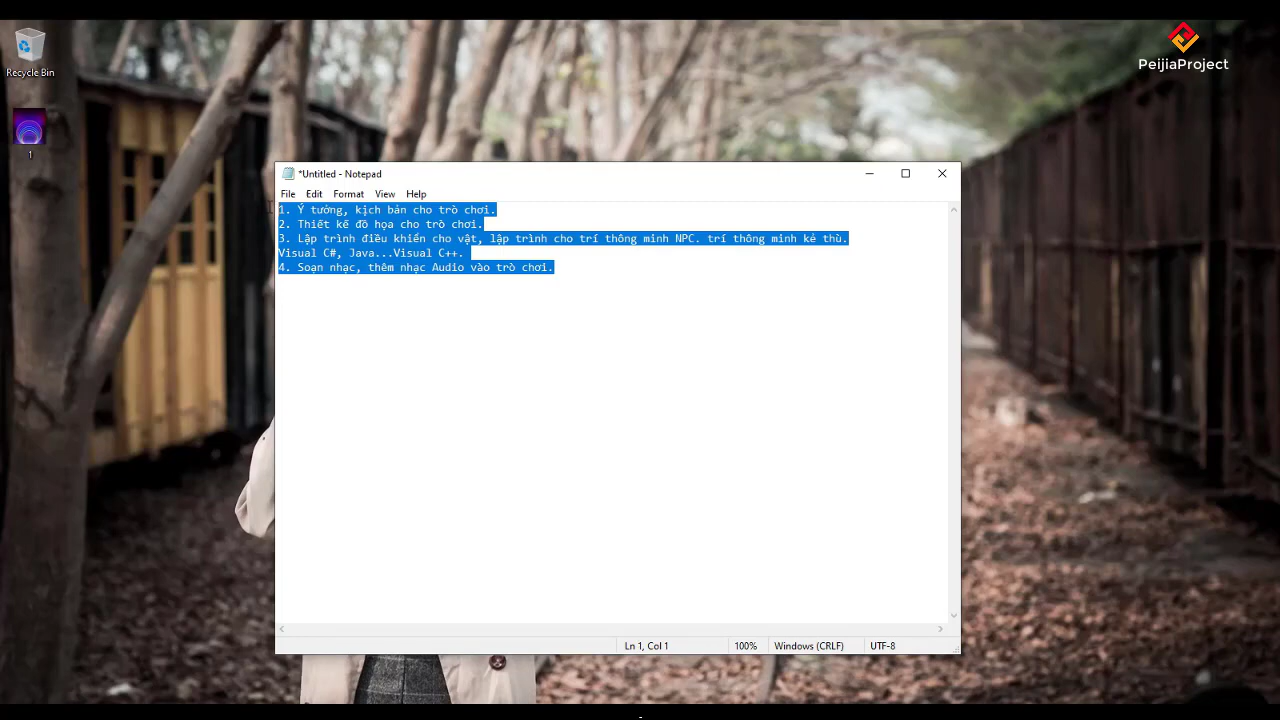 Recycle Bin
1
PeijiaProject
*Untitled - Notepad
File Edit Format View Help
1. Ý tưởng, kịch bản cho trò chơi.
2. Thiết kế đồ họa cho trò chơi.
3. Lập trình điều khiển cho vật, lập trình cho trí thông minh NPC. trí thông minh kẻ thù.
Visual C#, Java...Visual C++.
4. Soạn nhạc, thêm nhạc Audio vào trò chơi.
Ln 1, Col 1 100% Windows (CRLF) UTF-8